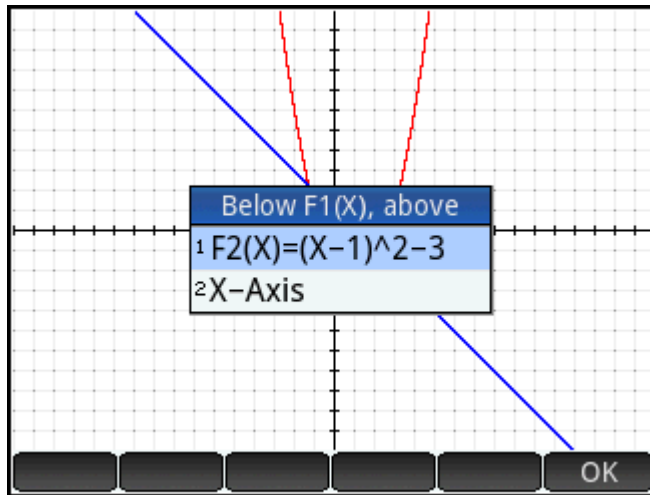 Below F1(X), above
1 F2(X)=(X−1)^2−3
2 X−Axis
OK